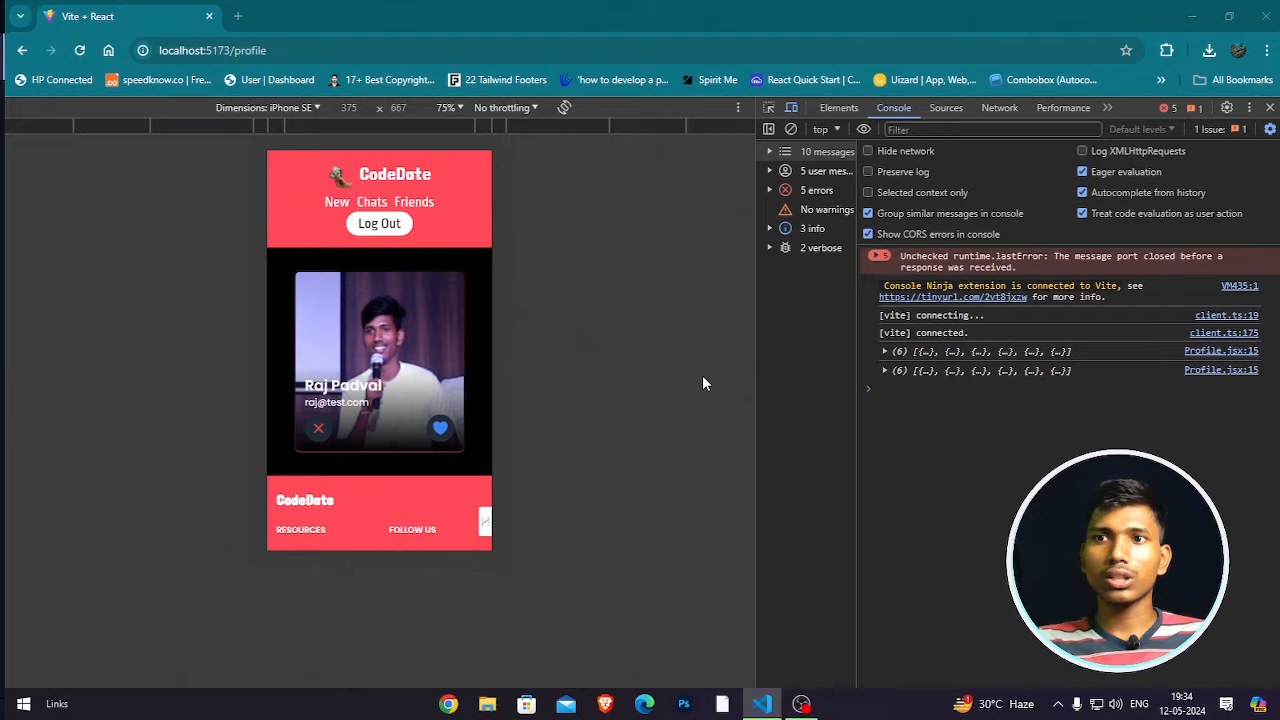 Vite + React
localhost:5173/profile
HP Connected
speedknow.co | Fre...
User | Dashboard
17+ Best Copyright...
22 Tailwind Footers
'how to develop a p...
Spirit Me
React Quick Start | C...
Uizard | App, Web,...
Combobox (Autoco...
All Bookmarks
Dimensions: iPhone SE 375 × 667 75% No throttling
Elements Console Sources Network Performance 5 1
top Filter Default levels 1 Issue: 1
10 messages
5 user mes...
5 errors
No warnings
3 info
2 verbose
Hide network
Log XMLHttpRequests
Preserve log
Eager evaluation
Selected context only
Autocomplete from history
Group similar messages in console
Treat code evaluation as user action
Show CORS errors in console
5 Unchecked runtime.lastError: The message port closed before a
response was received.
Console Ninja extension is connected to Vite, see VM435:1
https://tinyurl.com/2vt8jxzw for more info.
[vite] connecting... client.ts:19
[vite] connected. client.ts:175
(6) [{…}, {…}, {…}, {…}, {…}, {…}] Profile.jsx:15
(6) [{…}, {…}, {…}, {…}, {…}, {…}] Profile.jsx:15
CodeDate
New Chats Friends
Log Out
Raj Padval
raj@test.com
CodeDate
RESOURCES FOLLOW US
Links
Ps
30°C Haze
ENG
19:34
12-05-2024